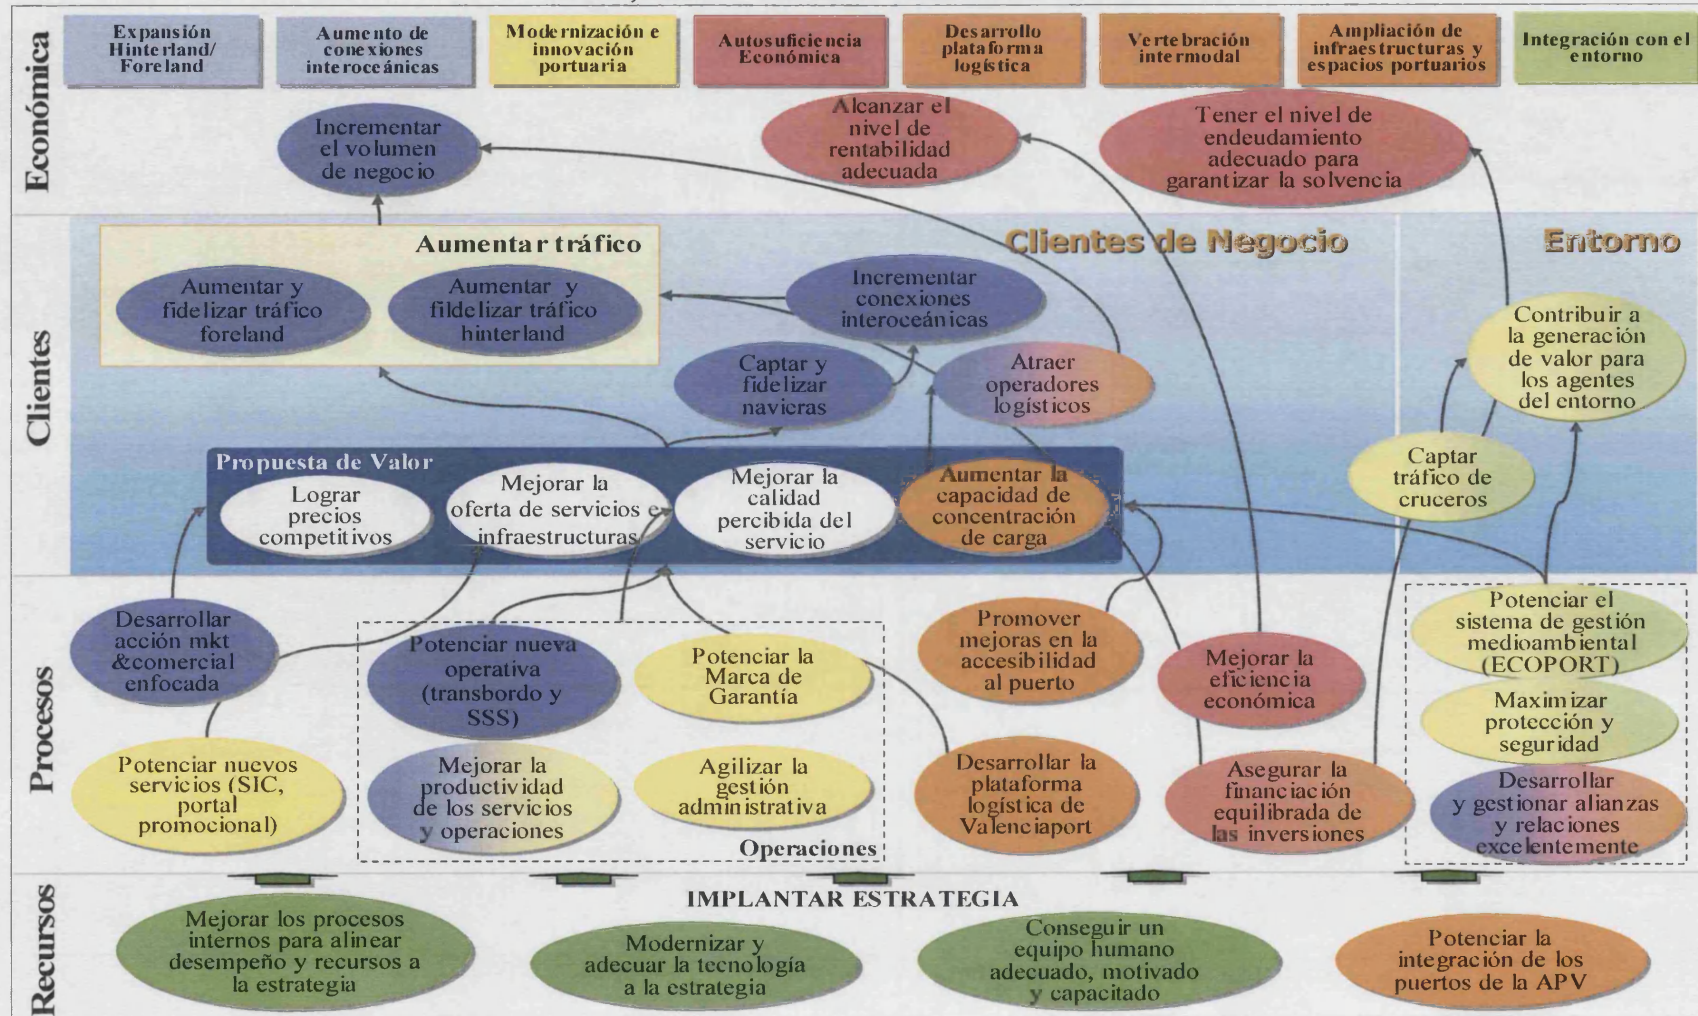 Económica
Expansión
Hinterland/
Foreland
Aumento de
conexiones
interoceánicas
Modernización e
innovación
portuaria
Autosuficiencia
Económica
Desarrollo
plataforma
logística
Vertebración
intermodal
Ampliación de
infraestructuras y
espacios portuarios
Integración con el
entorno
Incrementar
el volumen
de negocio
Alcanzar el
nivel de
rentabilidad
adecuada
Tener el nivel de
endeudamiento
adecuado para
garantizar la solvencia
Clientes
Aumentar tráfico
Clientes de Negocio
Entorno
Aumentar y
fidelizar tráfico
foreland
Aumentar y
fildelizar tráfico
hinterland
Incrementar
conexiones
interoceánicas
Contribuir a
la generación
de valor para
los agentes
del entorno
Captar y
fidelizar
navieras
Atraer
operadores
logísticos
Captar
tráfico de
cruceros
Propuesta de Valor
Lograr
precios
competitivos
Mejorar la
oferta de servicios e
infraestructuras
Mejorar la
calidad
percibida del
servicio
Aumentar la
capacidad de
concentración
de carga
Procesos
Desarrollar
acción mkt
&comercial
enfocada
Potenciar nueva
operativa
(transbordo y
SSS)
Potenciar la
Marca de
Garantía
Promover
mejoras en la
accesibilidad
al puerto
Mejorar la
eficiencia
económica
Potenciar el
sistema de gestión
medioambiental
(ECOPORT)
Maximizar
protección y
seguridad
Potenciar nuevos
servicios (SIC,
portal
promocional)
Mejorar la
productividad
de los servicios
y operaciones
Agilizar la
gestión
administrativa
Operaciones
Desarrollar la
plataforma
logística de
Valenciaport
Asegurar la
financiación
equilibrada de
las inversiones
Desarrollar
y gestionar alianzas
y relaciones
excelentemente
Recursos
IMPLANTAR ESTRATEGIA
Mejorar los procesos
internos para alinear
desempeño y recursos a
la estrategia
Modernizar y
adecuar la tecnología
a la estrategia
Conseguir un
equipo humano
adecuado, motivado
y capacitado
Potenciar la
integración de los
puertos de la APV